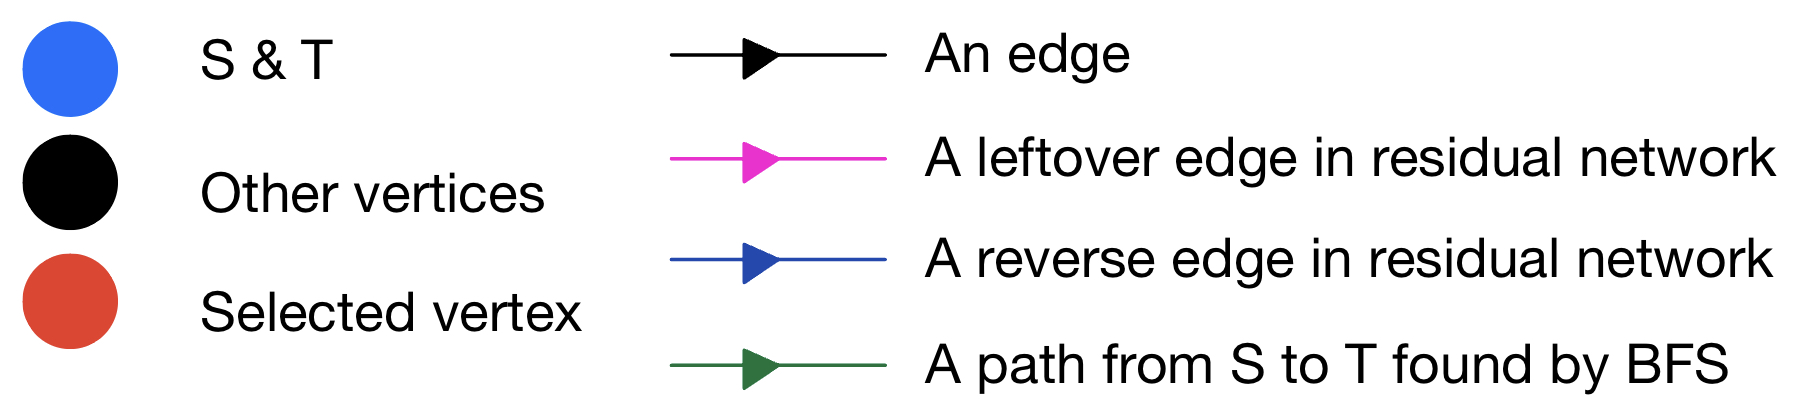 S & T
Other vertices
Selected vertex
An edge
A leftover edge in residual network
A reverse edge in residual network
A path from S to T found by BFS